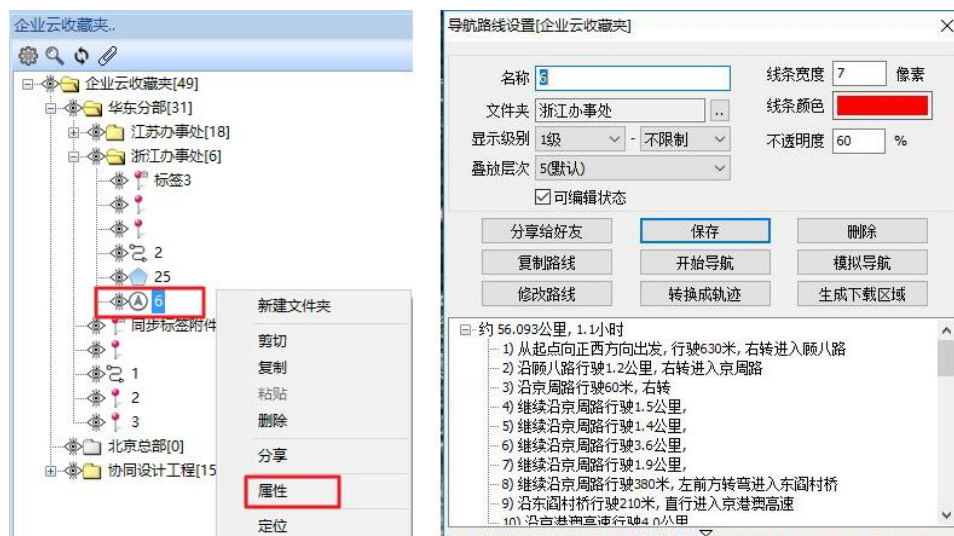 企业云收藏夹..
企业云收藏夹[49]
华东分部[31]
江苏办事处[18]
浙江办事处[6]
标签3
2
25
6
同步标签附件
1
2
3
北京总部[0]
协同设计工程[15
新建文件夹
剪切
复制
粘贴
删除
分享
属性
定位
导航路线设置[企业云收藏夹]
名称 6 线条宽度 7 像素
文件夹 浙江办事处 .. 线条颜色
显示级别 1级 - 不限制 不透明度 60 %
叠放层次 5(默认)
可编辑状态
分享给好友 保存 删除
复制路线 开始导航 模拟导航
修改路线 转换成轨迹 生成下载区域
约 56.093公里, 1.1小时
1) 从起点向正西方向出发, 行驶630米, 右转进入顾八路
2) 沿顾八路行驶1.2公里, 右转进入京周路
3) 沿京周路行驶60米, 右转
4) 继续沿京周路行驶1.5公里,
5) 继续沿京周路行驶1.4公里,
6) 继续沿京周路行驶3.6公里,
7) 继续沿京周路行驶1.9公里,
8) 继续沿京周路行驶380米, 左前方转弯进入东阎村桥
9) 沿东阎村桥行驶210米, 直行进入京港澳高速
10) 沿京港澳高速行驶4.0公里